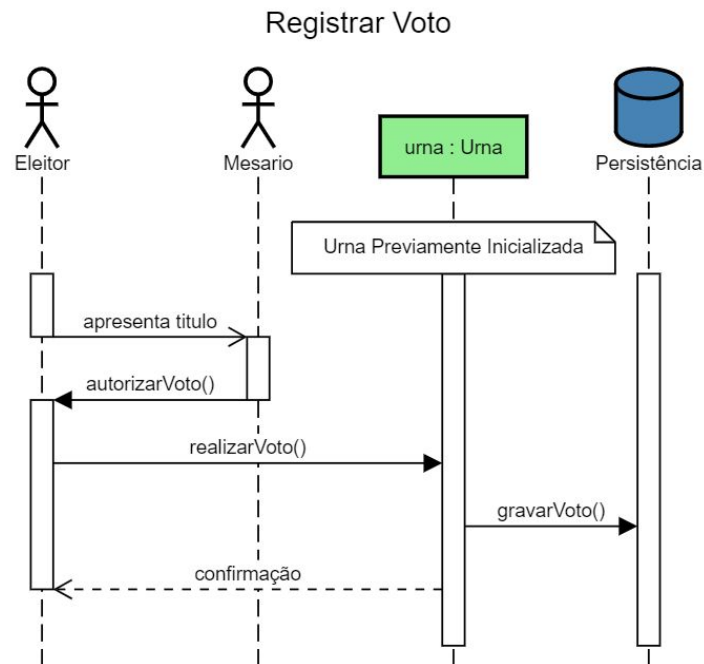 Registrar Voto
Eleitor
Mesario
urna : Urna
Persistência
Urna Previamente Inicializada
apresenta titulo
autorizarVoto()
realizarVoto()
gravarVoto()
confirmação